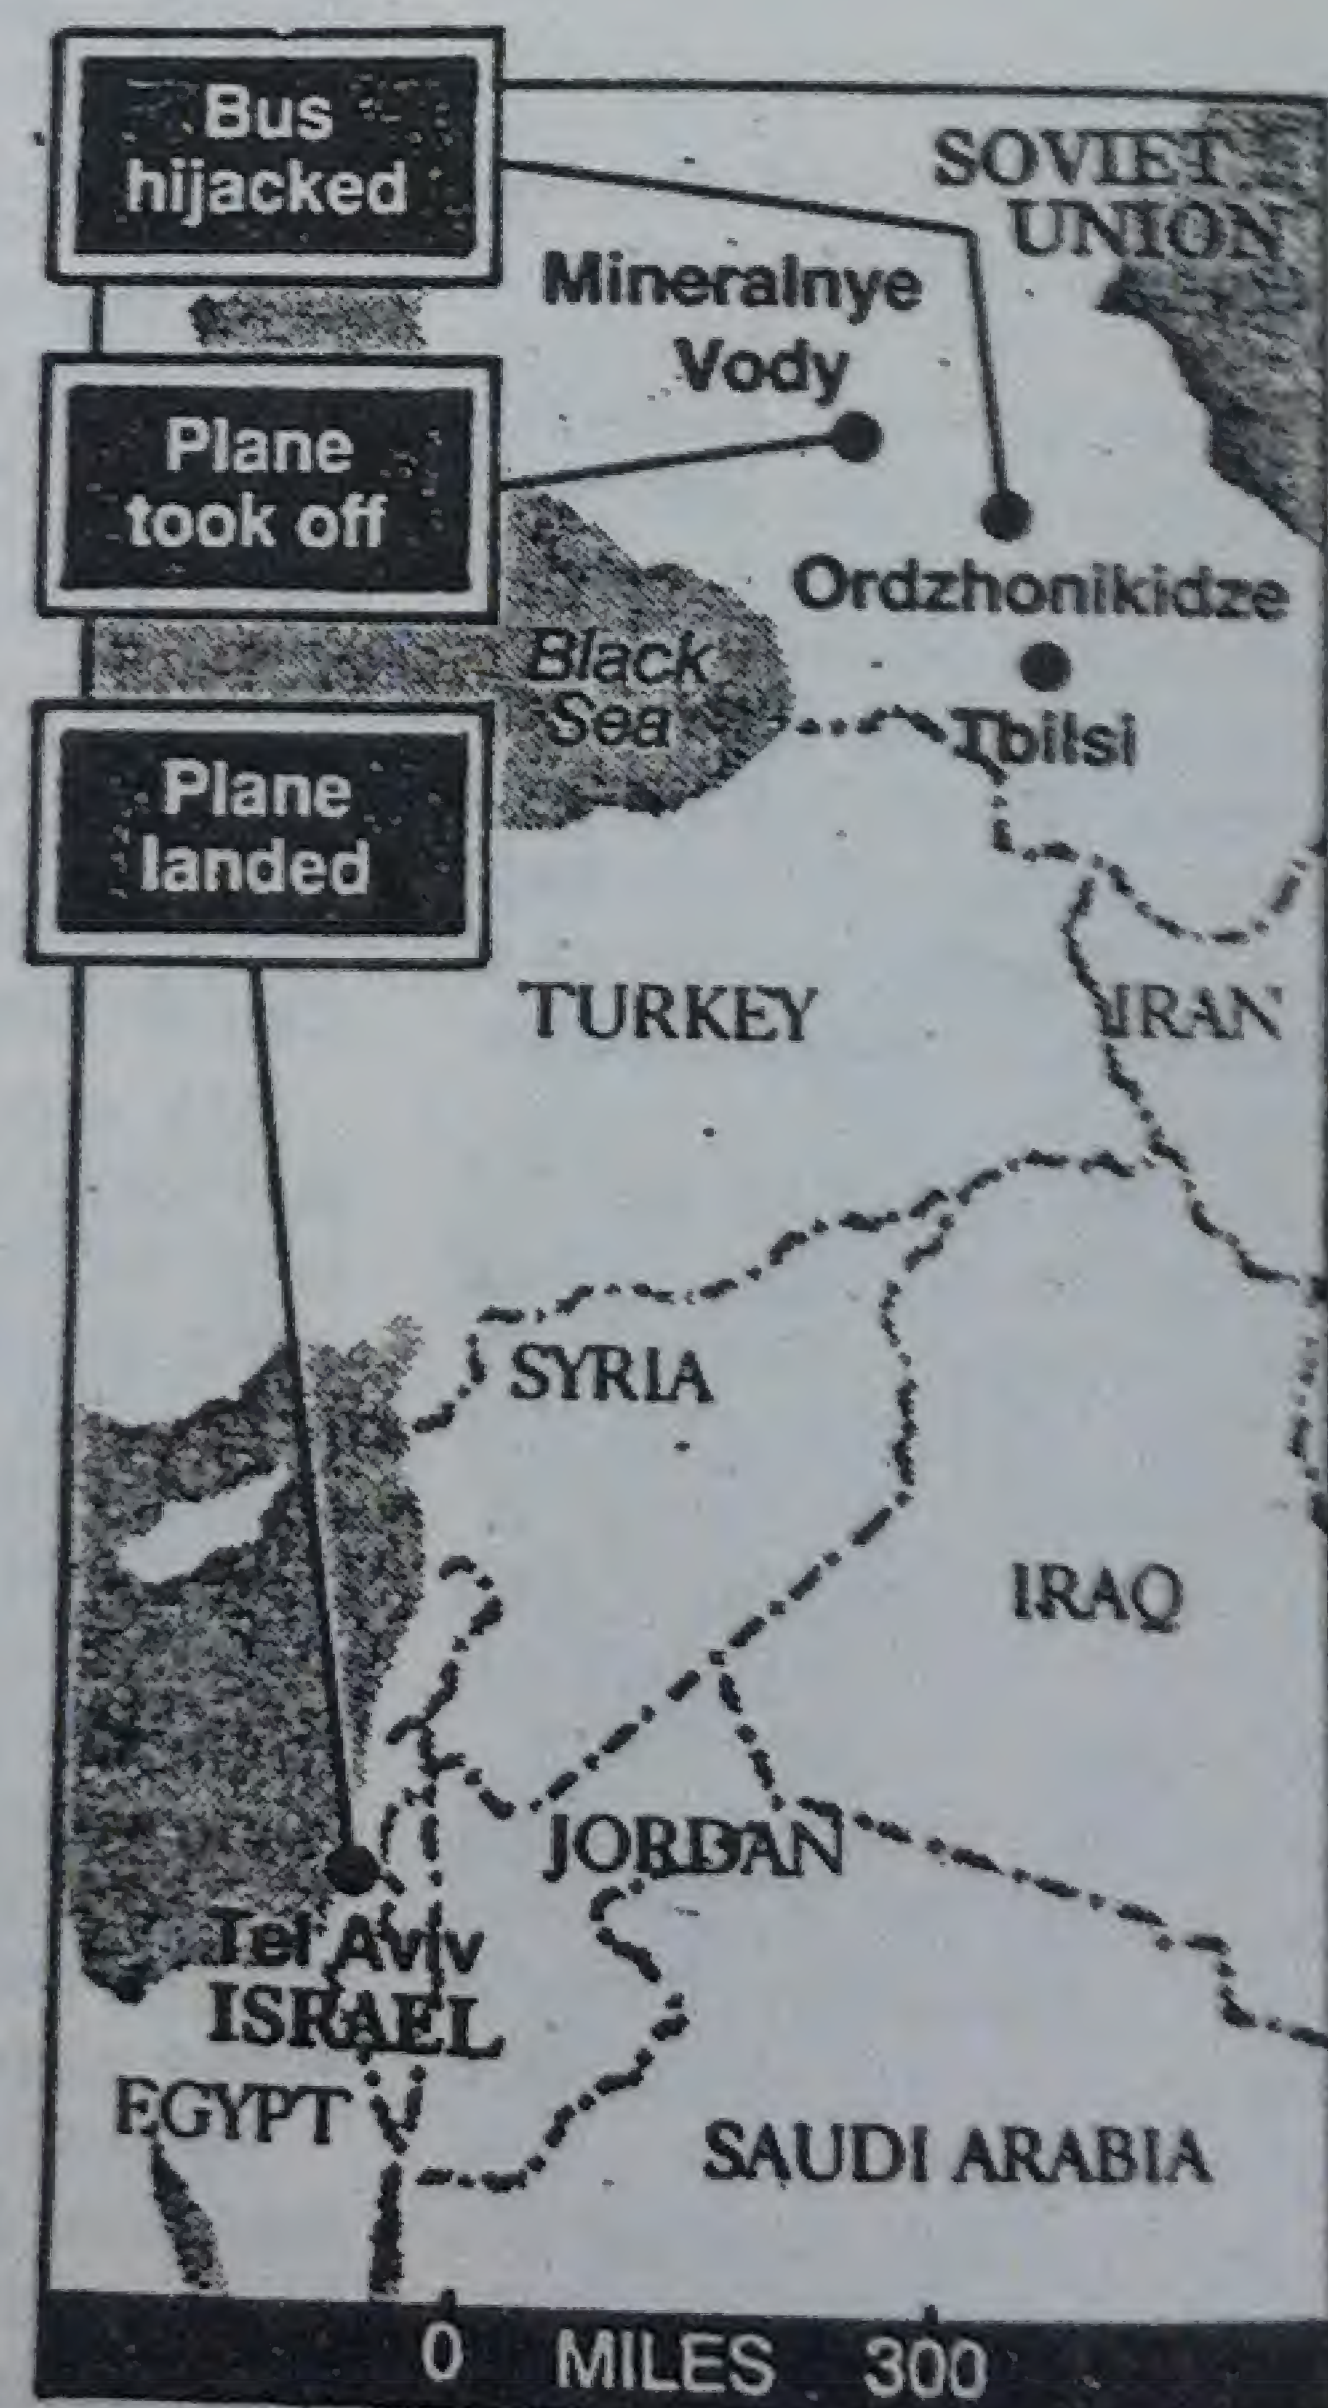 Bus
hijacked
SOVIET
UNION
Mineralnye
Vody
Plane
took off
Ordzhonikidze
Black
Sea
Tbilsi
Plane
landed
TURKEY
IRAN
SYRIA
IRAQ
JORDAN
Tel Aviv
ISRAEL
EGYPT
SAUDI ARABIA
0 MILES 300